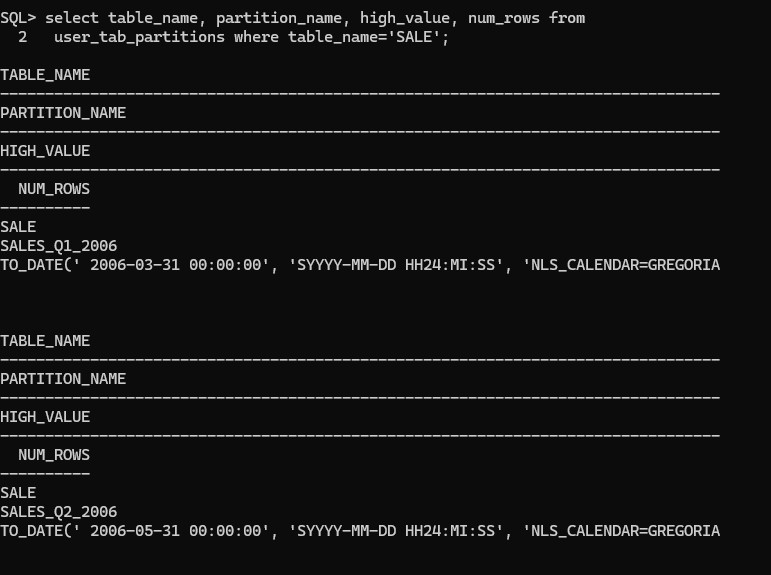 SQL> select table_name, partition_name, high_value, num_rows from
  2   user_tab_partitions where table_name='SALE';
TABLE_NAME
--------------------------------------------------------------------------------
PARTITION_NAME
--------------------------------------------------------------------------------
HIGH_VALUE
--------------------------------------------------------------------------------
  NUM_ROWS
----------
SALE
SALES_Q1_2006
TO_DATE(' 2006-03-31 00:00:00', 'SYYYY-MM-DD HH24:MI:SS', 'NLS_CALENDAR=GREGORIA
TABLE_NAME
--------------------------------------------------------------------------------
PARTITION_NAME
--------------------------------------------------------------------------------
HIGH_VALUE
--------------------------------------------------------------------------------
  NUM_ROWS
----------
SALE
SALES_Q2_2006
TO_DATE(' 2006-05-31 00:00:00', 'SYYYY-MM-DD HH24:MI:SS', 'NLS_CALENDAR=GREGORIA